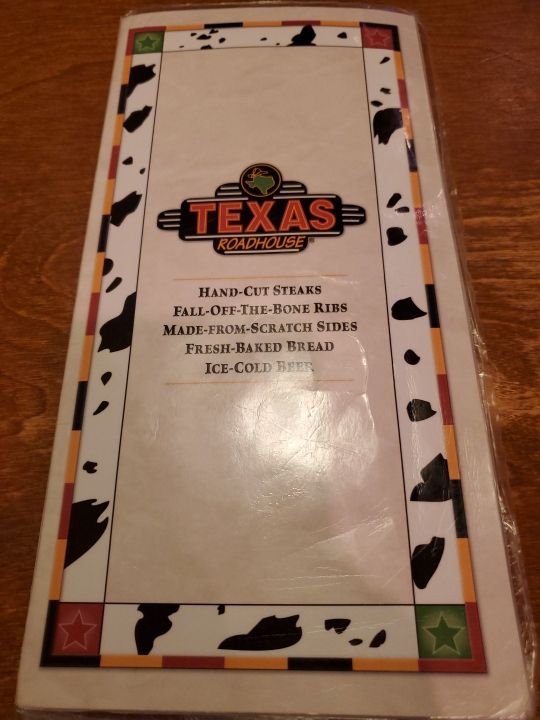 TEXAS
ROADHOUSE®
HAND-CUT STEAKS
FALL-OFF-THE-BONE RIBS
MADE-FROM-SCRATCH SIDES
FRESH-BAKED BREAD
ICE-COLD BEER